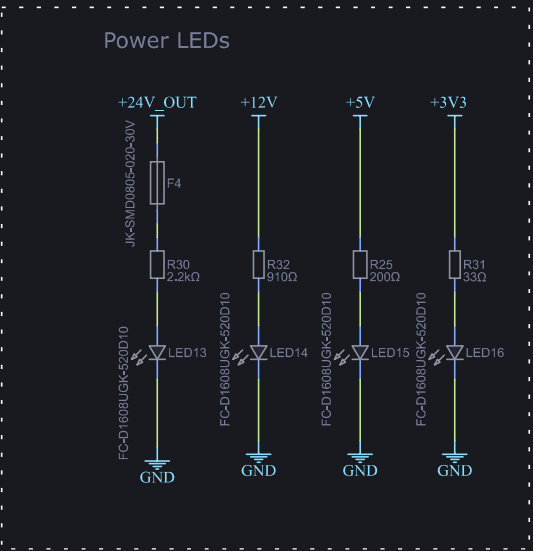 Power LEDs
+24V_OUT
+12V
+5V
+3V3
JK-SMD0805-020-30V
F4
R30
2.2kΩ
R32
910Ω
R25
200Ω
R31
33Ω
FC-D1608UGK-520D10
LED13
FC-D1608UGK-520D10
LED14
FC-D1608UGK-520D10
LED15
FC-D1608UGK-520D10
LED16
GND
GND
GND
GND